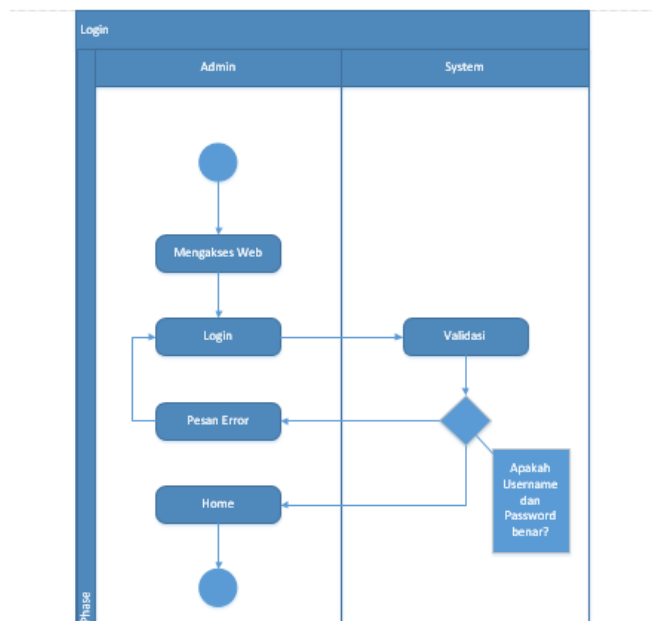 Login
Admin
System
Mengakses Web
Login
Validasi
Pesan Error
Apakah
Username
dan
Password
benar?
Home
Phase